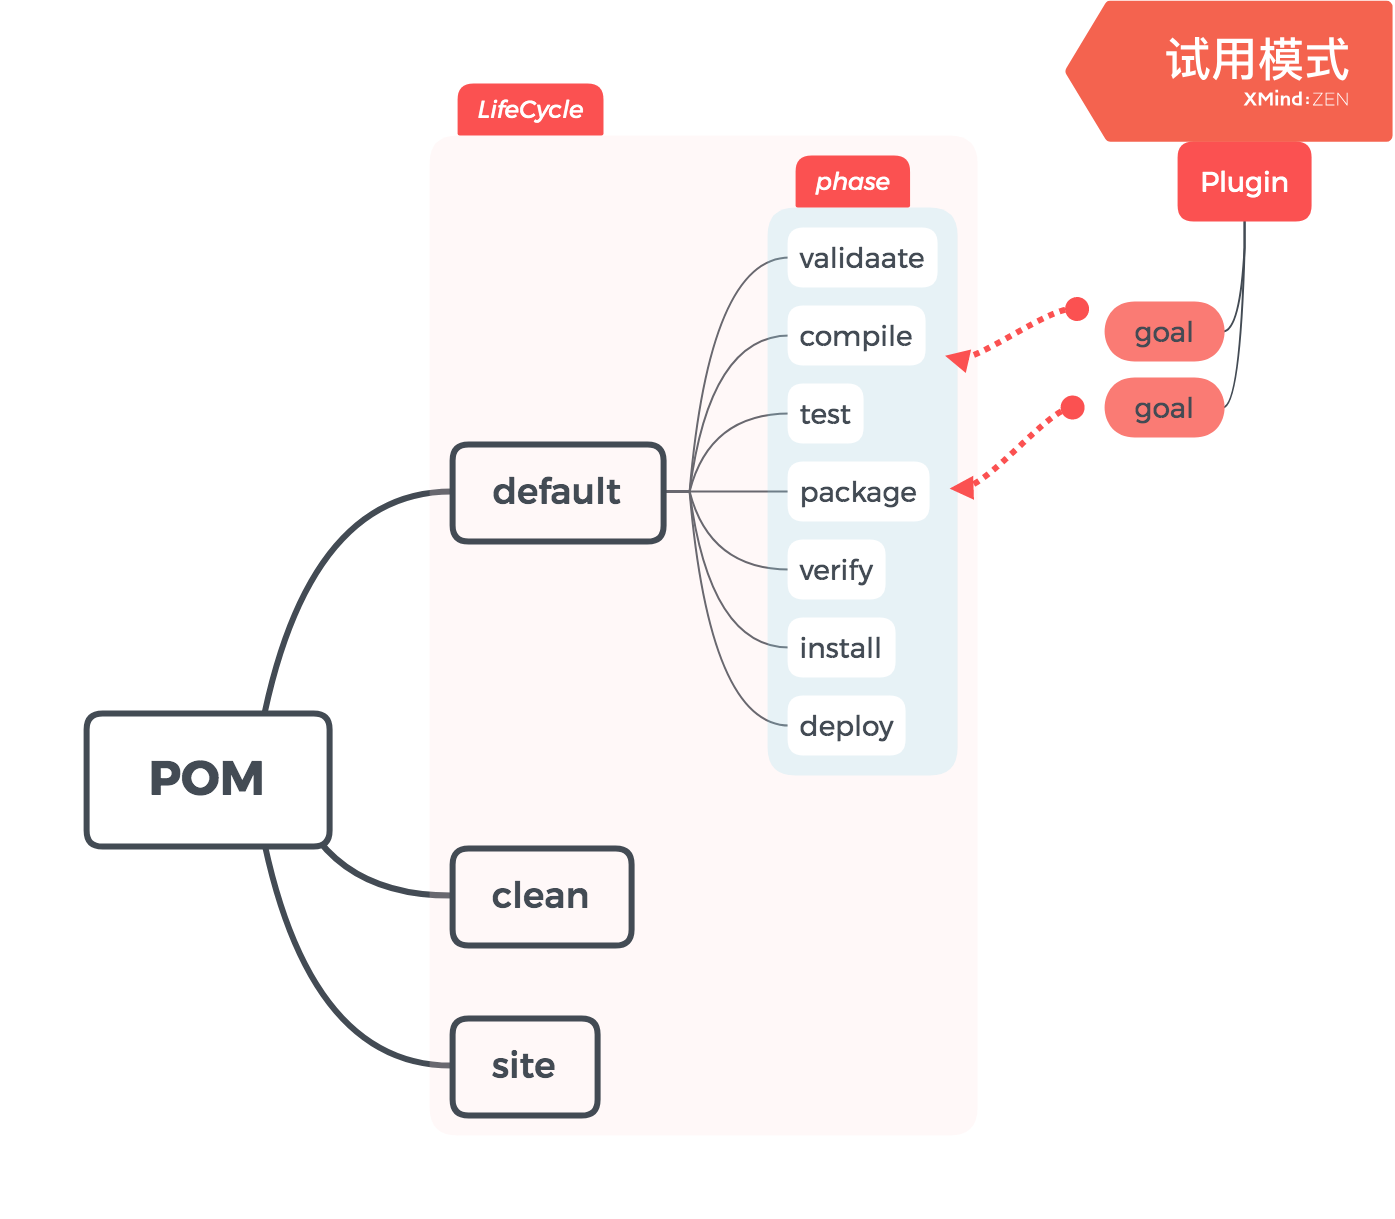 试用模式
XMind:ZEN
LifeCycle
phase
Plugin
validaate
compile
goal
test
goal
default
package
verify
install
deploy
POM
clean
site